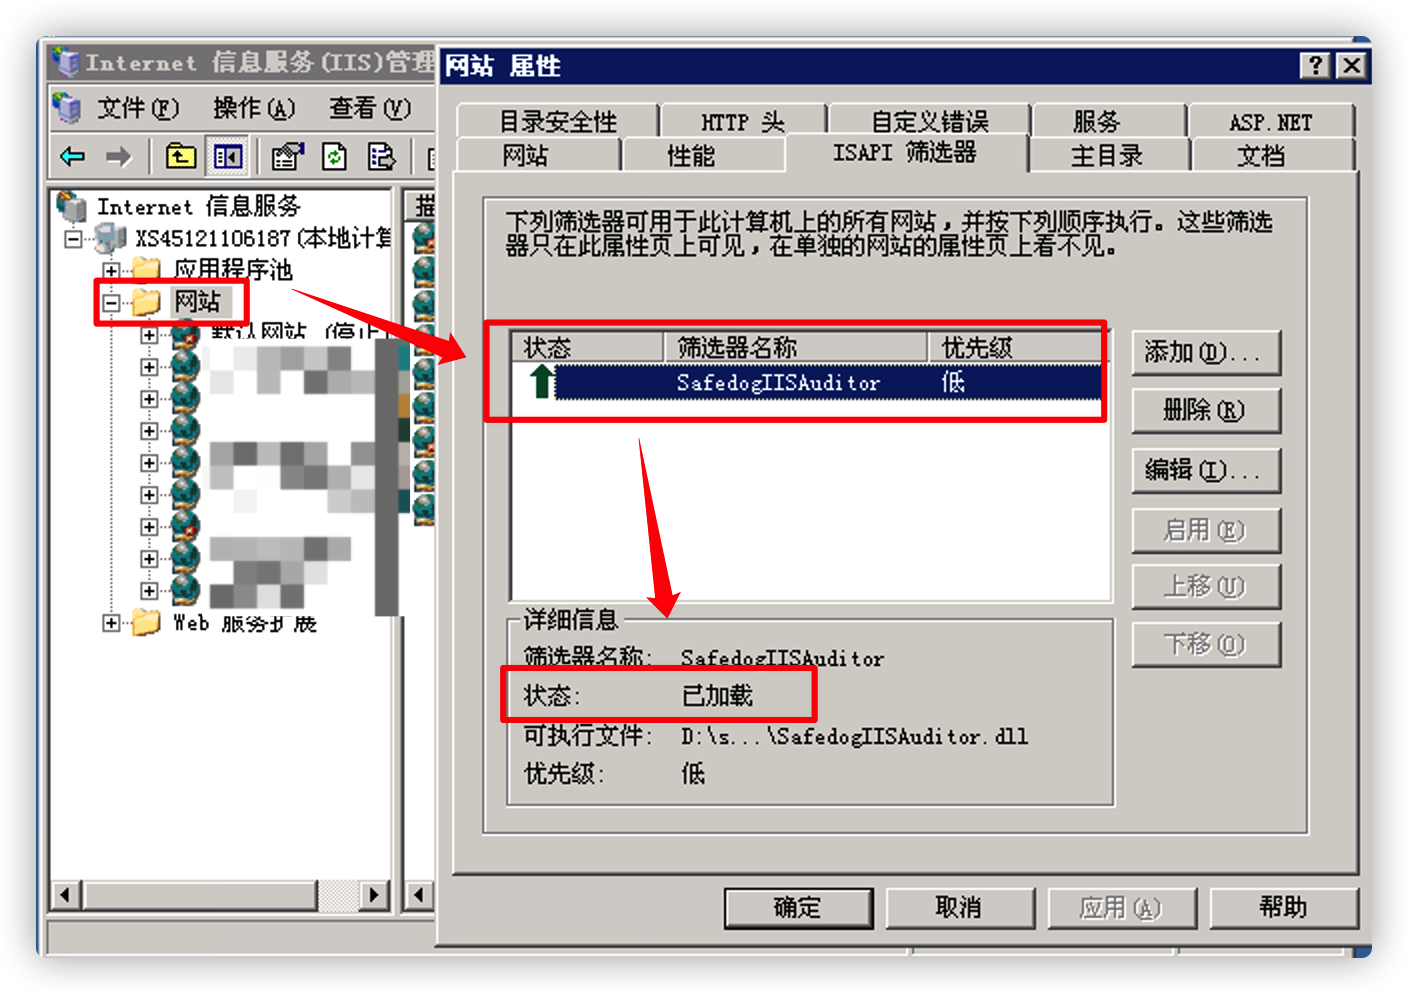 Internet 信息服务(IIS)管理
文件(F) 操作(A) 查看(V)
Internet 信息服务
XS45121106187(本地计算
应用程序池
网站
默认网站 (停止)
Web 服务扩展
描
网站 属性
目录安全性 HTTP 头 自定义错误 服务 ASP.NET
网站 性能 ISAPI 筛选器 主目录 文档
下列筛选器可用于此计算机上的所有网站，并按下列顺序执行。这些筛选
器只在此属性页上可见，在单独的网站的属性页上看不见。
状态 筛选器名称 优先级
SafedogIISAuditor 低
添加(D)...
删除(R)
编辑(I)...
启用(E)
上移(U)
下移(O)
详细信息
筛选器名称: SafedogIISAuditor
状态: 已加载
可执行文件: D:\s...\SafedogIISAuditor.dll
优先级: 低
确定 取消 应用(A) 帮助